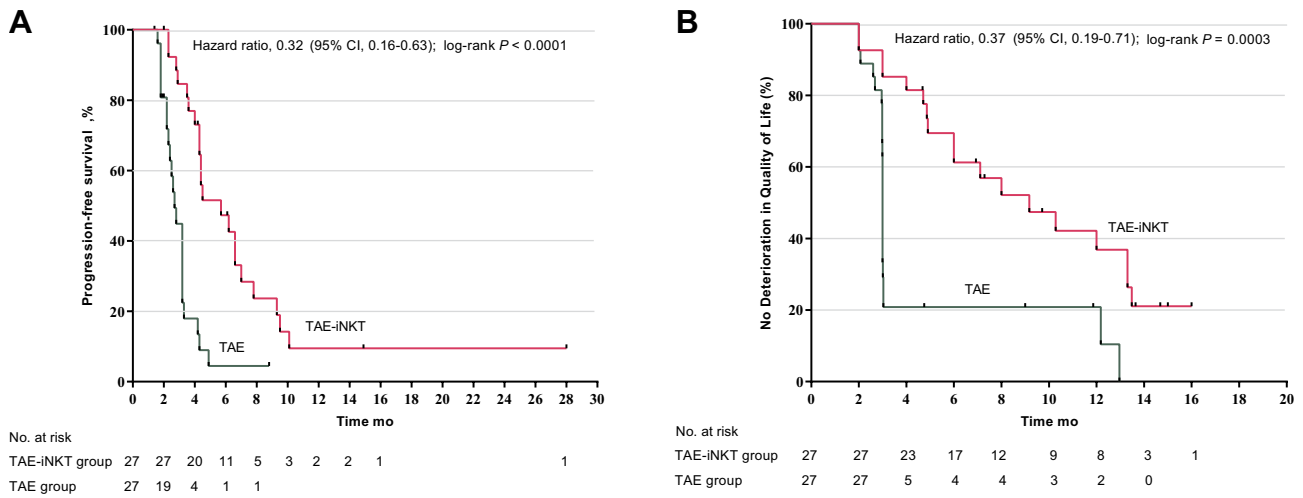 A
Hazard ratio, 0.32 (95% CI, 0.16-0.63); log-rank P < 0.0001
Progression-free survival ,%
100
80
60
40
20
0
TAE-iNKT
TAE
0 2 4 6 8 10 12 14 16 18 20 22 24 26 28 30
Time mo
No. at risk
TAE-iNKT group 27 27 20 11 5 3 2 2 1 1
TAE group 27 19 4 1 1
B
Hazard ratio, 0.37 (95% CI, 0.19-0.71); log-rank P = 0.0003
No Deterioration in Quality of Life (%)
100
80
60
40
20
0
TAE-iNKT
TAE
0 2 4 6 8 10 12 14 16 20
Time mo
No. at risk
TAE-iNKT group 27 27 23 17 12 9 8 3 1
TAE group 27 27 5 4 4 3 2 0